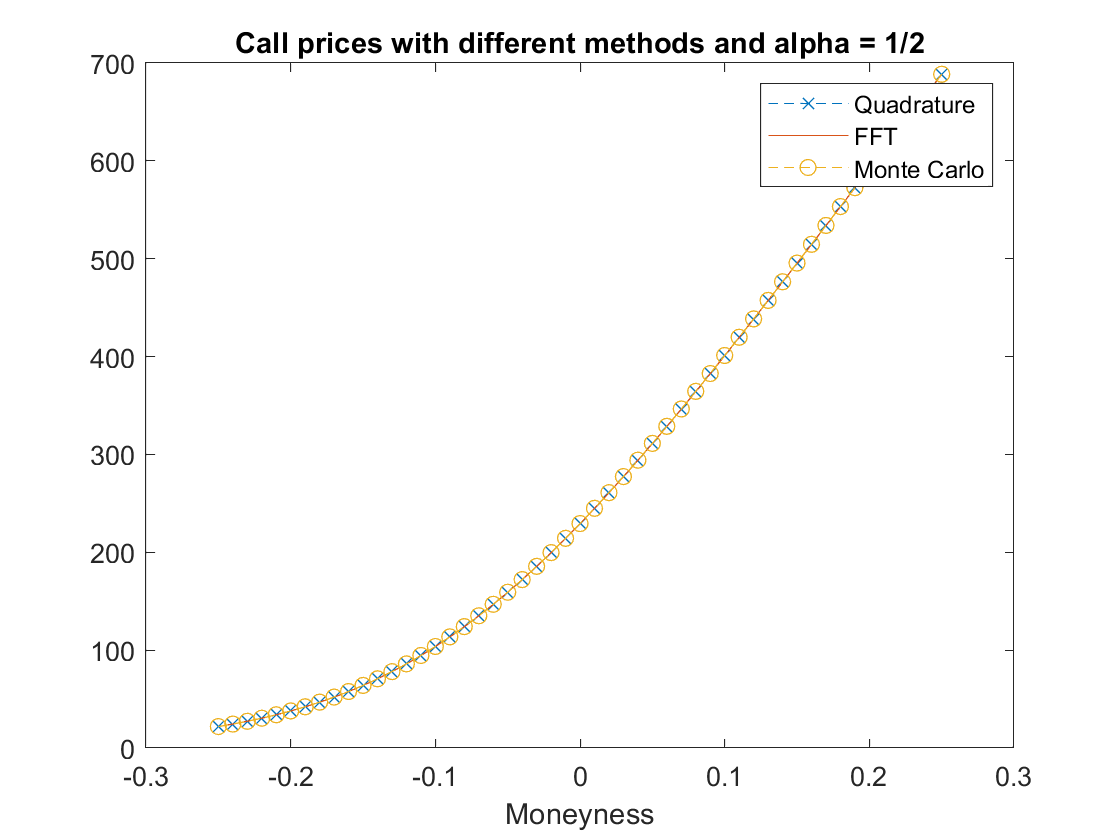 Call prices with different methods and alpha = 1/2
700
600
500
400
300
200
100
0
Quadrature
FFT
Monte Carlo
-0.3 -0.2 -0.1 0 0.1 0.2 0.3
Moneyness